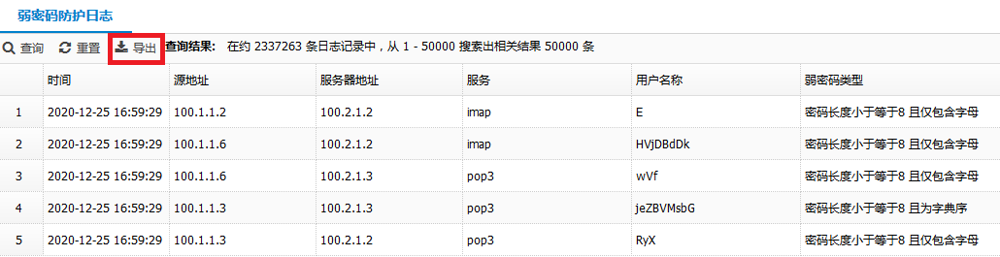 弱密码防护日志
查询 重置 导出 查询结果: 在约 2337263 条日志记录中，从 1 - 50000 搜索出相关结果 50000 条
时间 源地址 服务器地址 服务 用户名称 弱密码类型
1 2020-12-25 16:59:29 100.1.1.2 100.2.1.2 imap E 密码长度小于等于8 且仅包含字母
2 2020-12-25 16:59:29 100.1.1.6 100.2.1.2 imap HVjDBdDk 密码长度小于等于8 且仅包含字母
3 2020-12-25 16:59:29 100.1.1.6 100.2.1.3 pop3 wVf 密码长度小于等于8 且仅包含字母
4 2020-12-25 16:59:29 100.1.1.3 100.2.1.3 pop3 jeZBVMsbG 密码长度小于等于8 且为字典序
5 2020-12-25 16:59:29 100.1.1.3 100.2.1.2 pop3 RyX 密码长度小于等于8 且仅包含字母